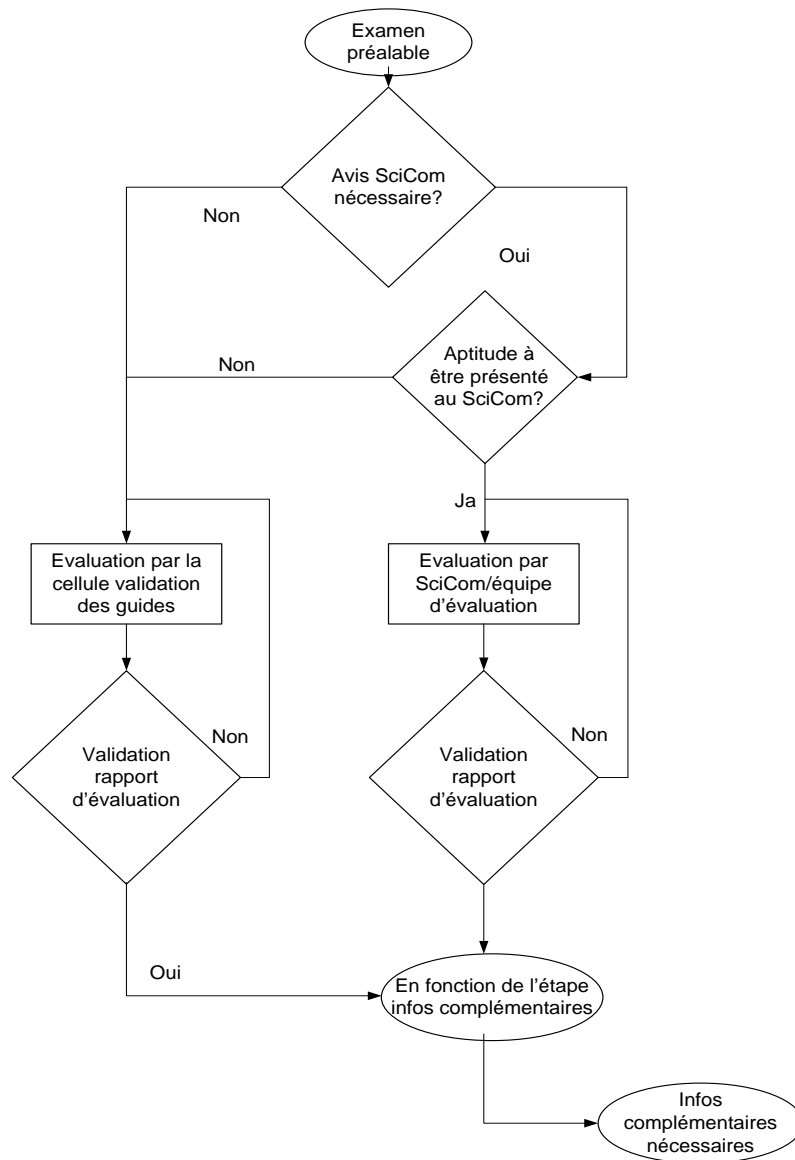 Examen
préalable
Avis SciCom
nécessaire?
Non
Oui
Aptitude à
être présenté
au SciCom?
Non
Ja
Evaluation par la
cellule validation
des guides
Evaluation par
SciCom/équipe
d’évaluation
Non
Validation
rapport
d’évaluation
Non
Validation
rapport
d’évaluation
Oui
En fonction de l’étape
infos complémentaires
Infos
complémentaires
nécessaires